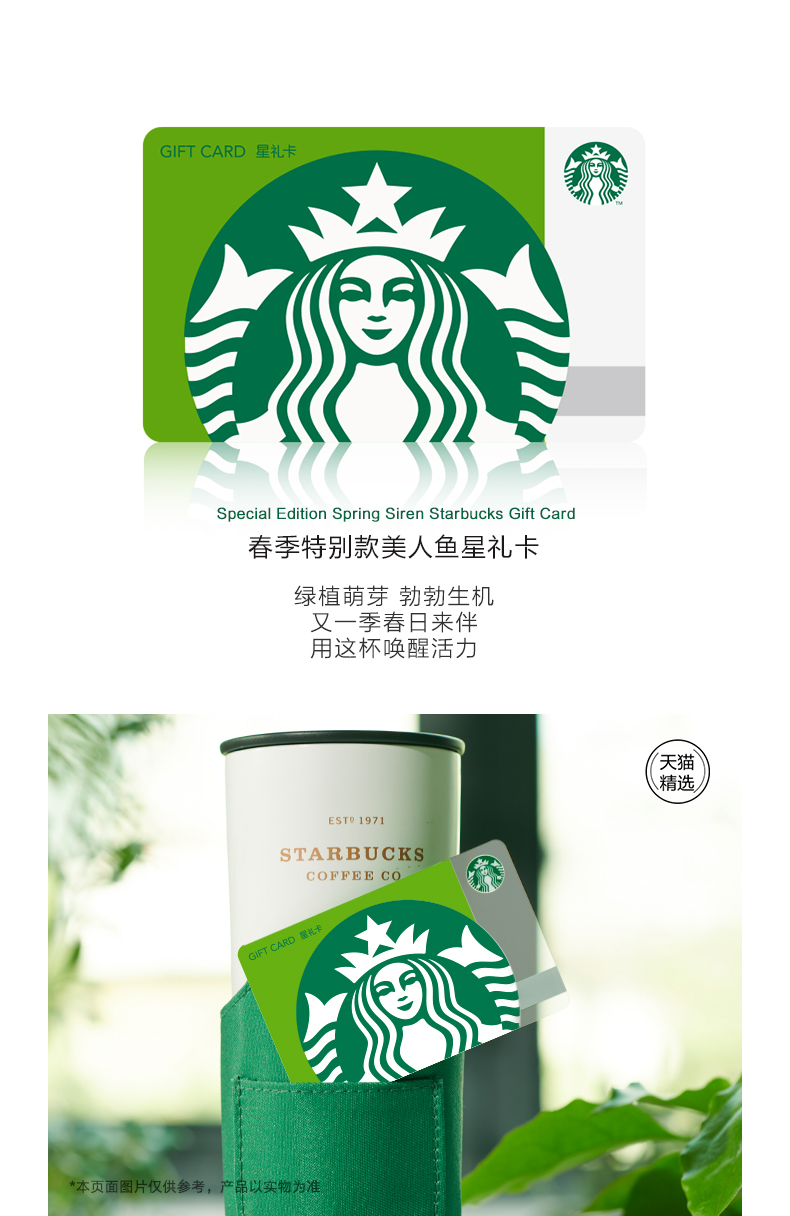 GIFT CARD 星礼卡
TM
Special Edition Spring Siren Starbucks Gift Card
春季特别款美人鱼星礼卡
绿植萌芽 勃勃生机
又一季春日来伴
用这杯唤醒活力
天猫
精选
ESTD 1971
STARBUCKS
COFFEE CO
GIFT CARD 星礼卡
*本页面图片仅供参考，产品以实物为准